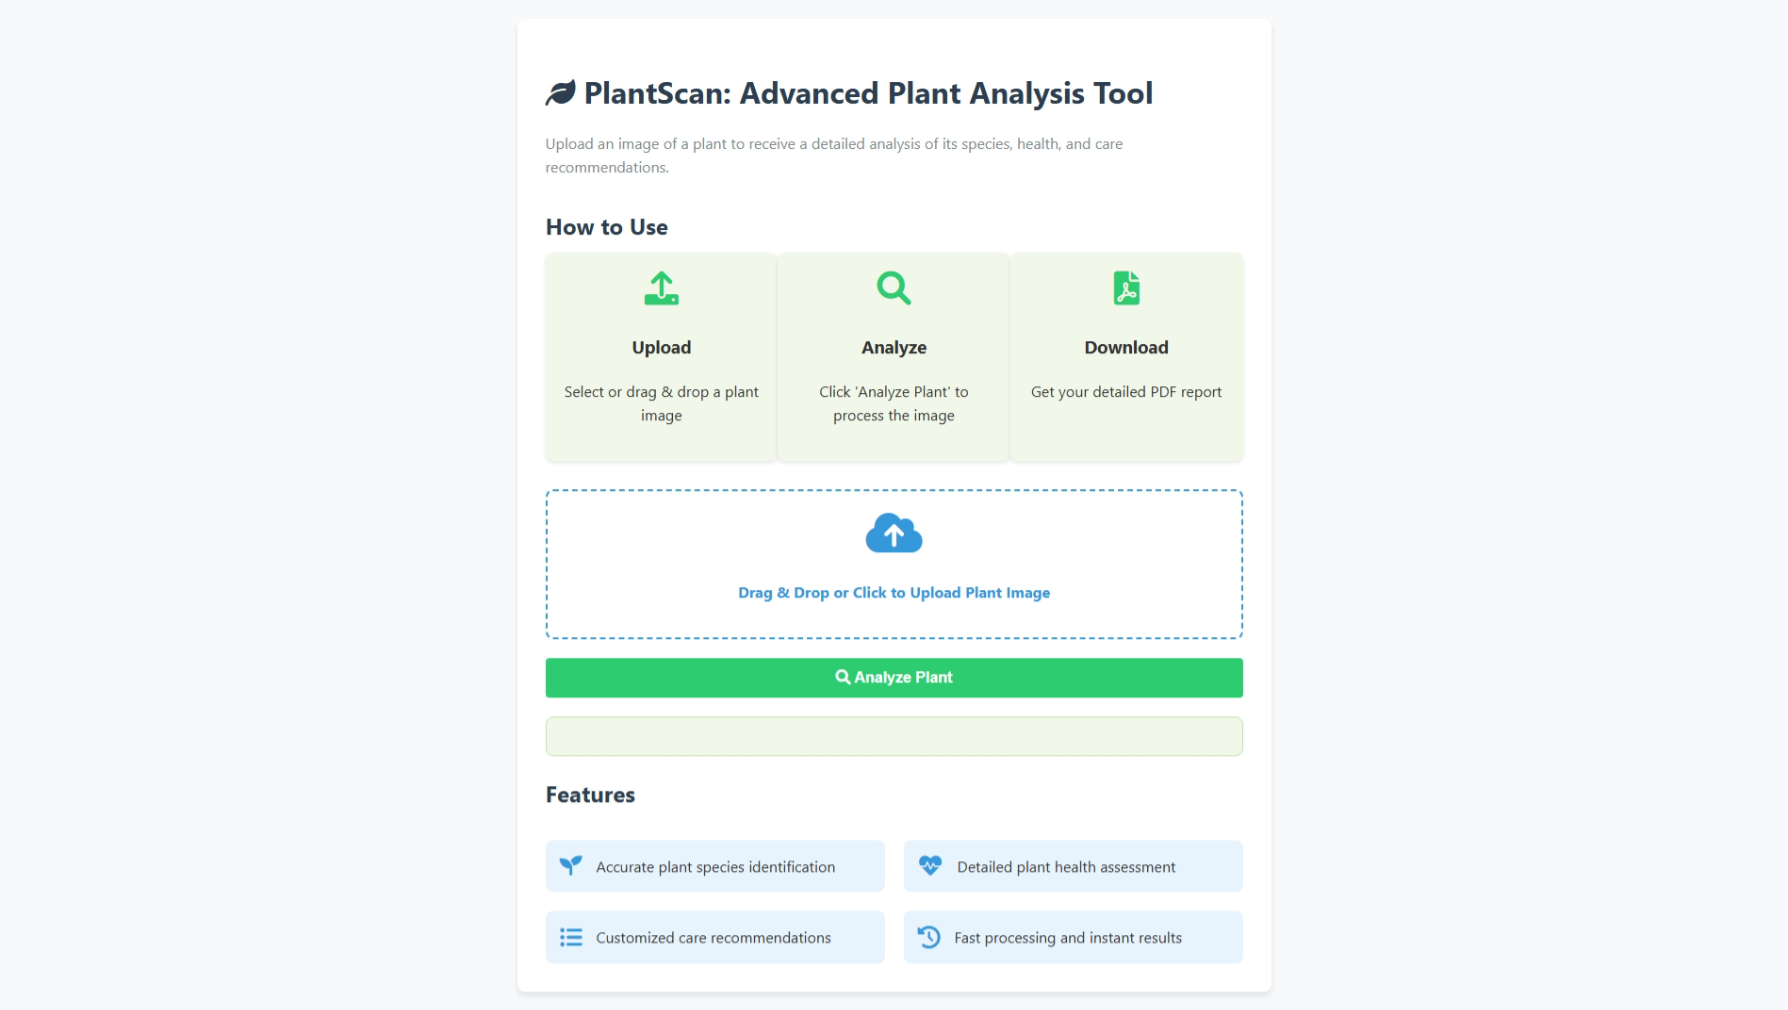 PlantScan: Advanced Plant Analysis Tool
Upload an image of a plant to receive a detailed analysis of its species, health, and care
recommendations.
How to Use
Upload
Select or drag & drop a plant
image
Analyze
Click 'Analyze Plant' to
process the image
Download
Get your detailed PDF report
Drag & Drop or Click to Upload Plant Image
Analyze Plant
Features
Accurate plant species identification
Detailed plant health assessment
Customized care recommendations
Fast processing and instant results